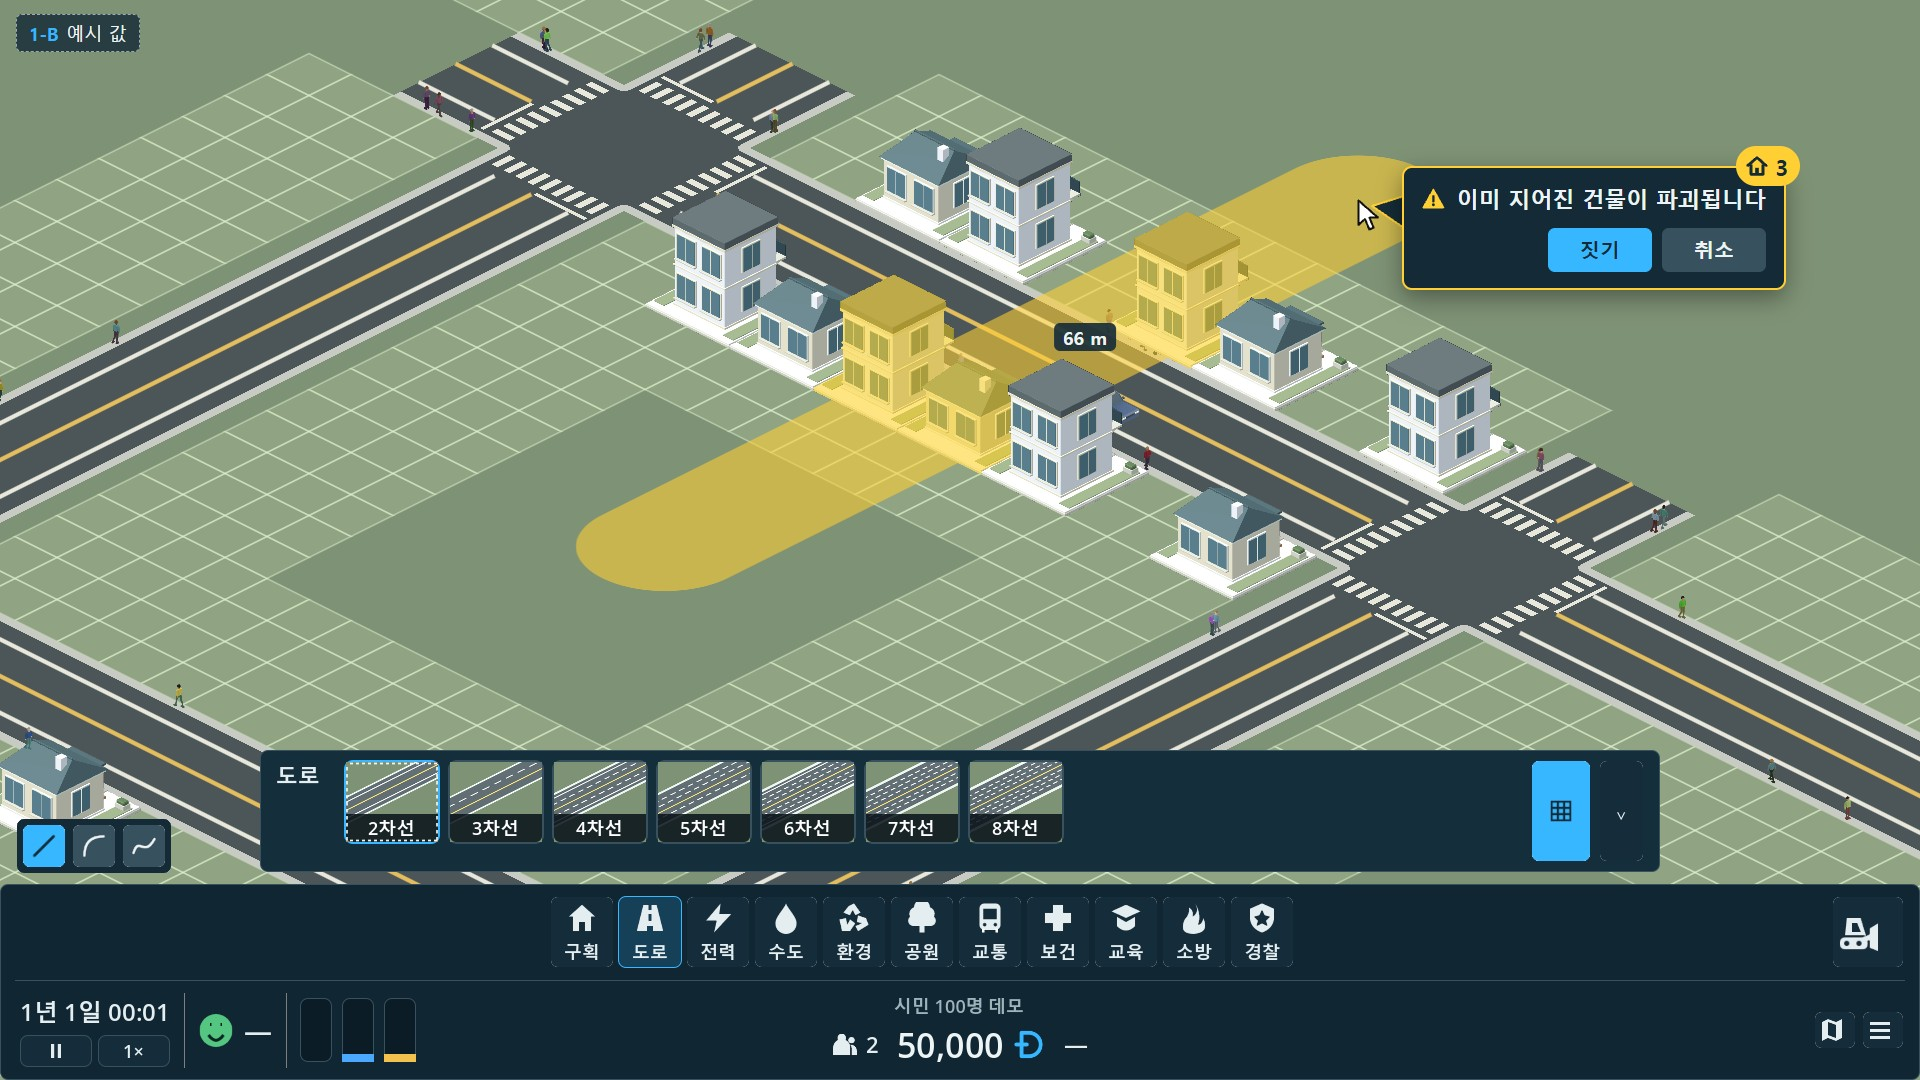 1-B 예시 값
3
이미 지어진 건물이 파괴됩니다
짓기 취소
66 m
도로
2차선 3차선 4차선 5차선 6차선 7차선 8차선
구획 도로 전력 수도 환경 공원 교통 보건 교육 소방 경찰
1년 1일 00:01
1×
시민 100명 데모
2 50,000 —